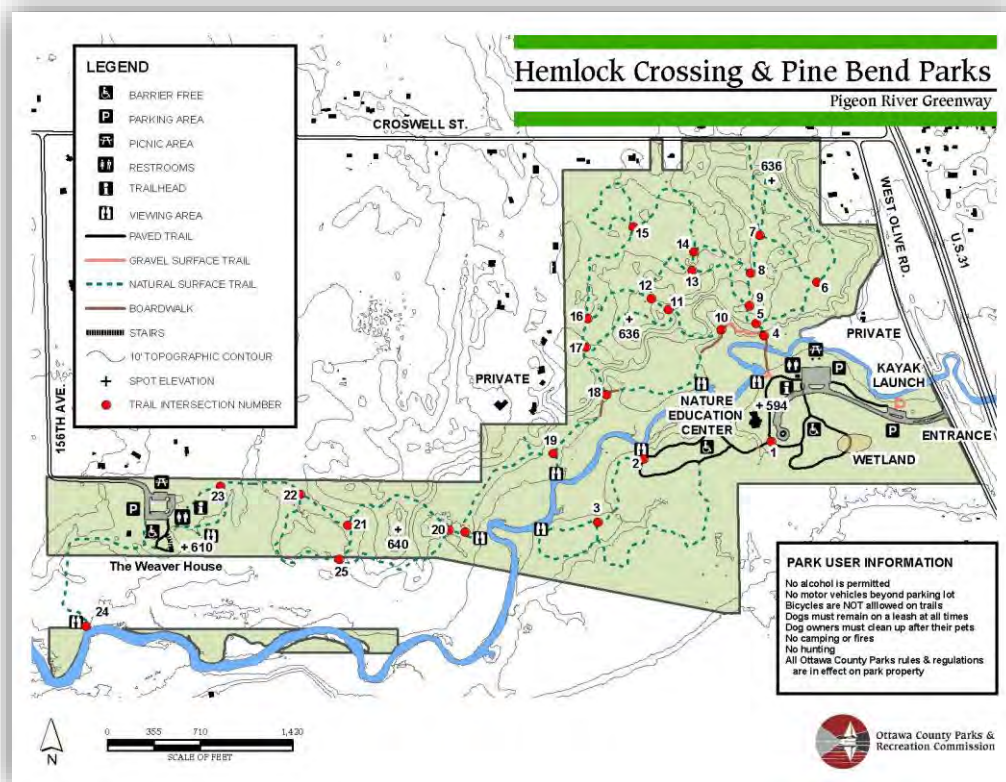 Hemlock Crossing & Pine Bend Parks
Pigeon River Greenway
LEGEND
BARRIER FREE
P
PARKING AREA
PICNIC AREA
RESTROOMS
TRAILHEAD
VIEWING AREA
PAVED TRAIL
GRAVEL SURFACE TRAIL
NATURAL SURFACE TRAIL
BOARDWALK
STAIRS
10' TOPOGRAPHIC CONTOUR
SPOT ELEVATION
TRAIL INTERSECTION NUMBER
CROSWELL ST.
156TH AVE.
WEST OLIVE RD.
U.S.31
636
15
7
14
8
13
6
12
11
9
16
636
10
5
4
17
PRIVATE
PRIVATE
KAYAK
LAUNCH
P
18
NATURE
EDUCATION
CENTER
594
P
ENTRANCE
19
2
1
WETLAND
23
22
P
21
20
3
640
610
25
The Weaver House
24
PARK USER INFORMATION
No alcohol is permitted
No motor vehicles beyond parking lot
Bicycles are NOT alllowed on trails
Dogs must remain on a leash at all times
Dog owners must clean up after their pets
No camping or fires
No hunting
All Ottawa County Parks rules & regulations
are in effect on park property
N
0 355 710 1,420
SCALE OF FEET
Ottawa County Parks &
Recreation Commission